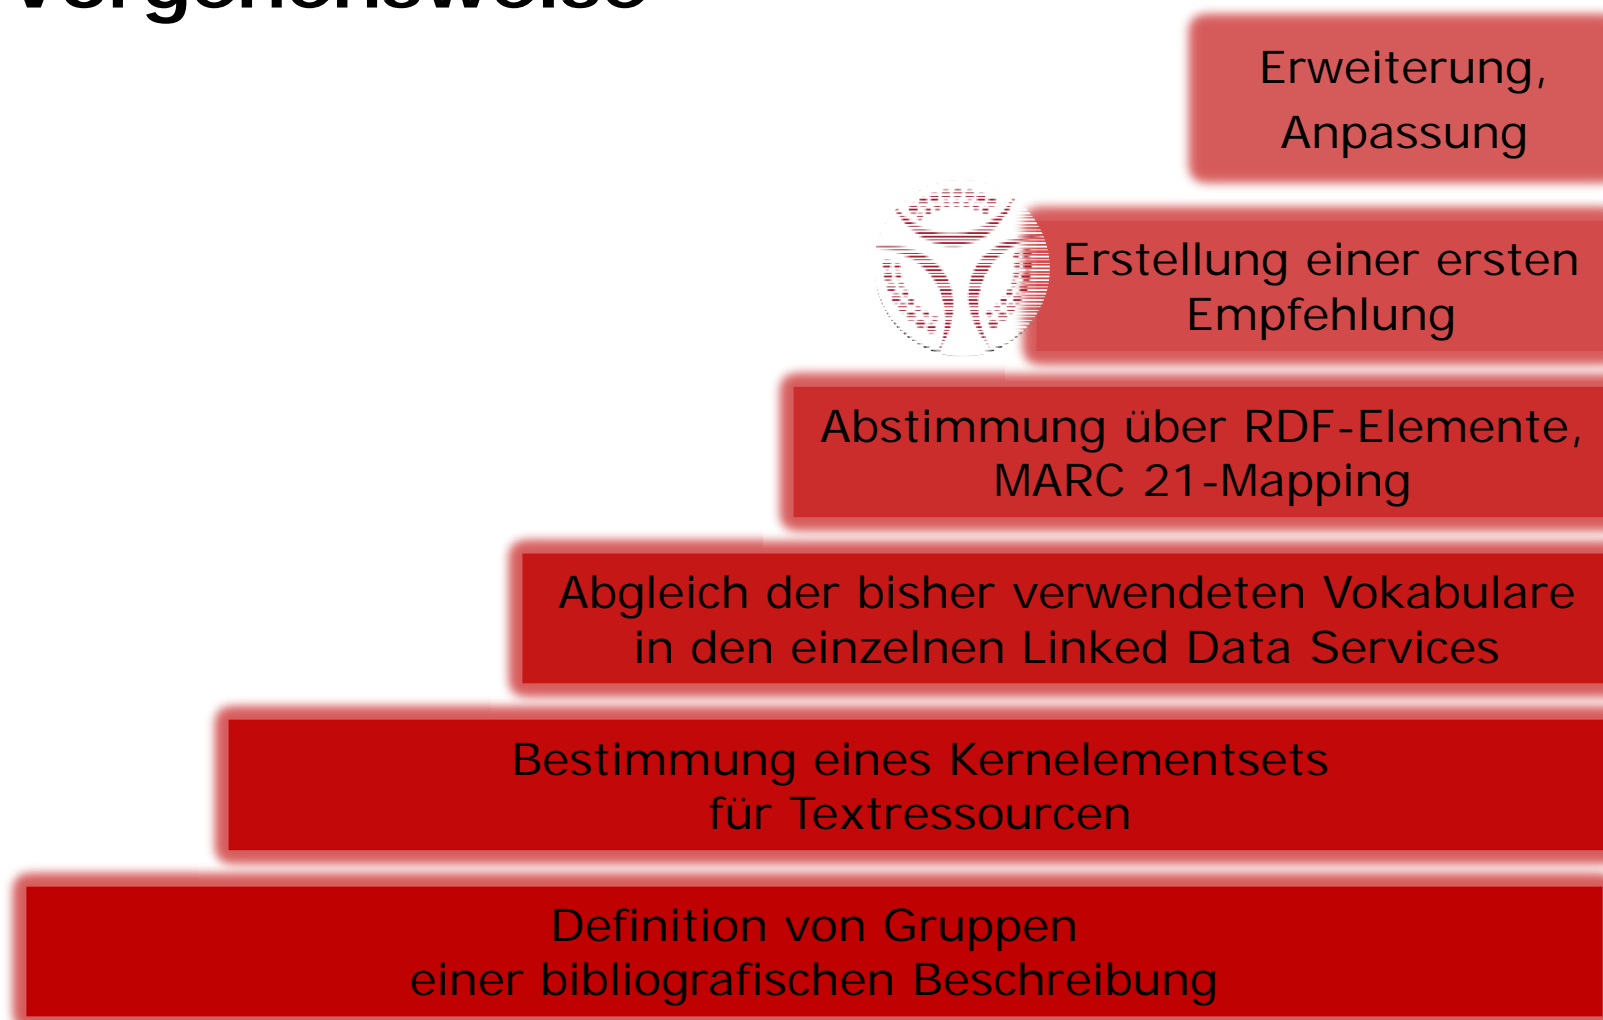 Vorgehensweise
Erweiterung,
Anpassung
Erstellung einer ersten
Empfehlung
Abstimmung über RDF-Elemente,
MARC 21-Mapping
Abgleich der bisher verwendeten Vokabulare
in den einzelnen Linked Data Services
Bestimmung eines Kernelementsets
für Textressourcen
Definition von Gruppen
einer bibliografischen Beschreibung